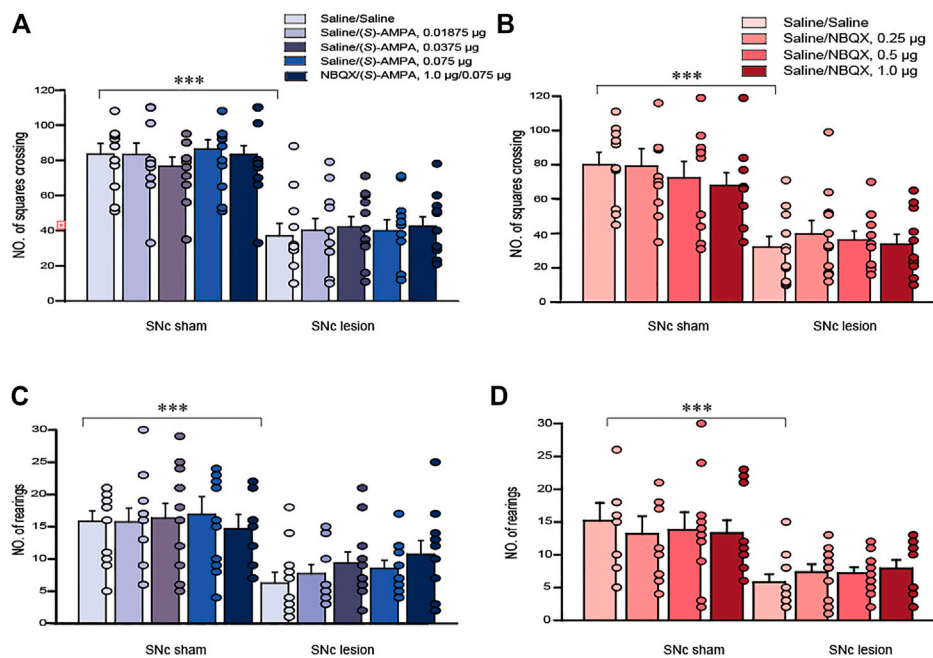 A
Saline/Saline
Saline/(S)-AMPA, 0.01875 µg
Saline/(S)-AMPA, 0.0375 µg
Saline/(S)-AMPA, 0.075 µg
NBQX/(S)-AMPA, 1.0 µg/0.075 µg
***
NO. of squares crossing
120
100
80
60
40
20
0
SNc sham
SNc lesion
B
Saline/Saline
Saline/NBQX, 0.25 µg
Saline/NBQX, 0.5 µg
Saline/NBQX, 1.0 µg
***
NO. of squares crossing
120
100
80
60
40
20
0
SNc sham
SNc lesion
C
***
NO. of rearings
30
25
20
15
10
5
0
SNc sham
SNc lesion
D
***
NO. of rearings
30
25
20
15
10
5
0
SNc sham
SNc lesion